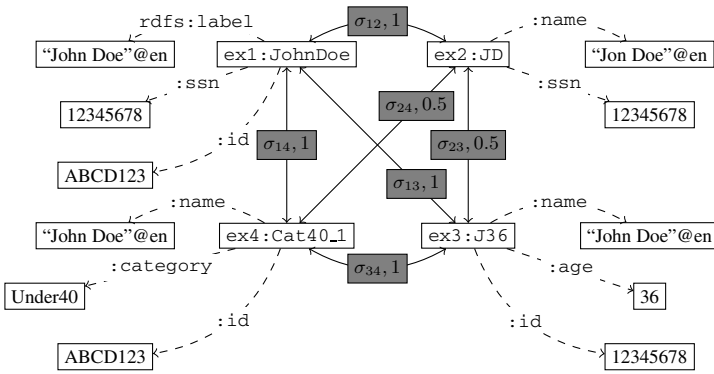 rdfs:label
σ12, 1
:name
“John Doe”@en
ex1:JohnDoe
ex2:JD
“Jon Doe”@en
:ssn
:ssn
12345678
σ24, 0.5
12345678
:id
σ14, 1
σ23, 0.5
ABCD123
σ13, 1
:name
:name
“John Doe”@en
ex4:Cat40_1
ex3:J36
“John Doe”@en
:category
σ34, 1
:age
Under40
36
:id
:id
ABCD123
12345678